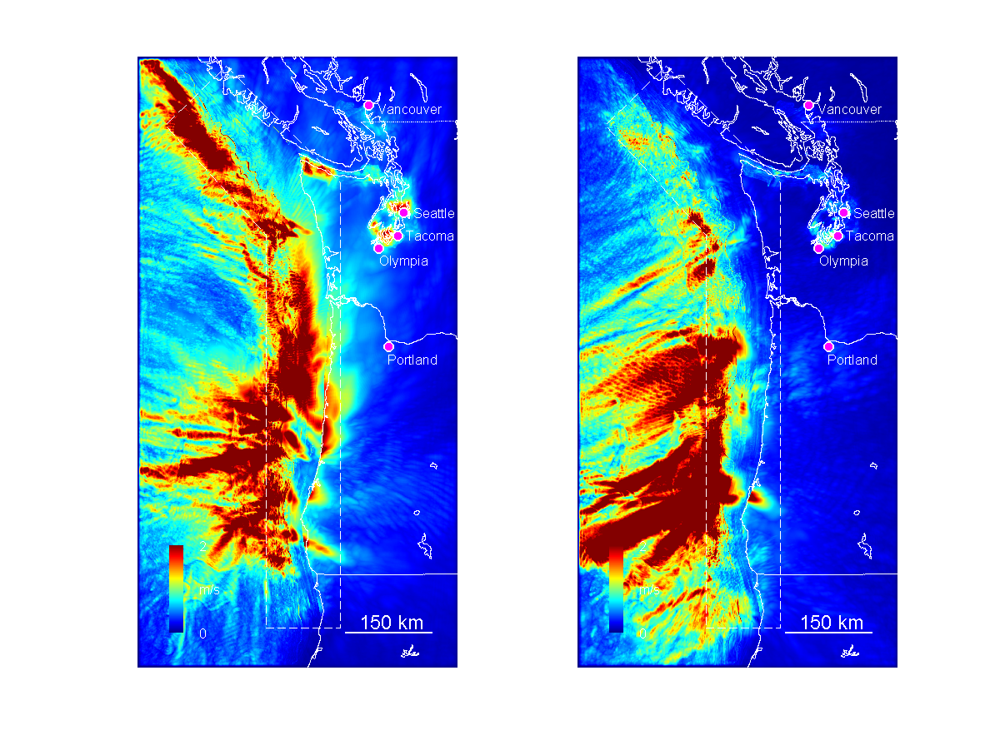 Vancouver
Seattle
Tacoma
Olympia
Portland
2
m/s
0
150 km
Vancouver
Seattle
Tacoma
Olympia
Portland
m/s
0
150 km